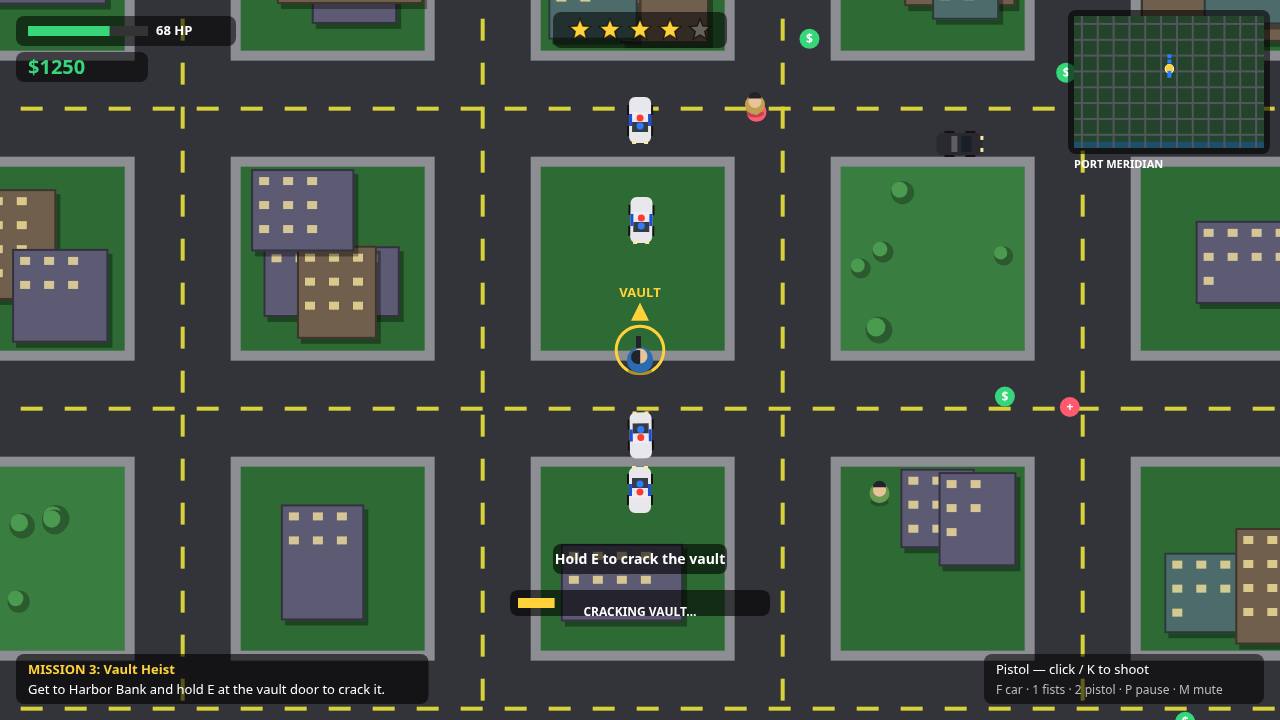 68 HP
$1250
$
$
PORT MERIDIAN
VAULT
$
+
Hold E to crack the vault
CRACKING VAULT...
MISSION 3: Vault Heist
Get to Harbor Bank and hold E at the vault door to crack it.
Pistol — click / K to shoot
F car · 1 fists · 2 pistol · P pause · M mute
$